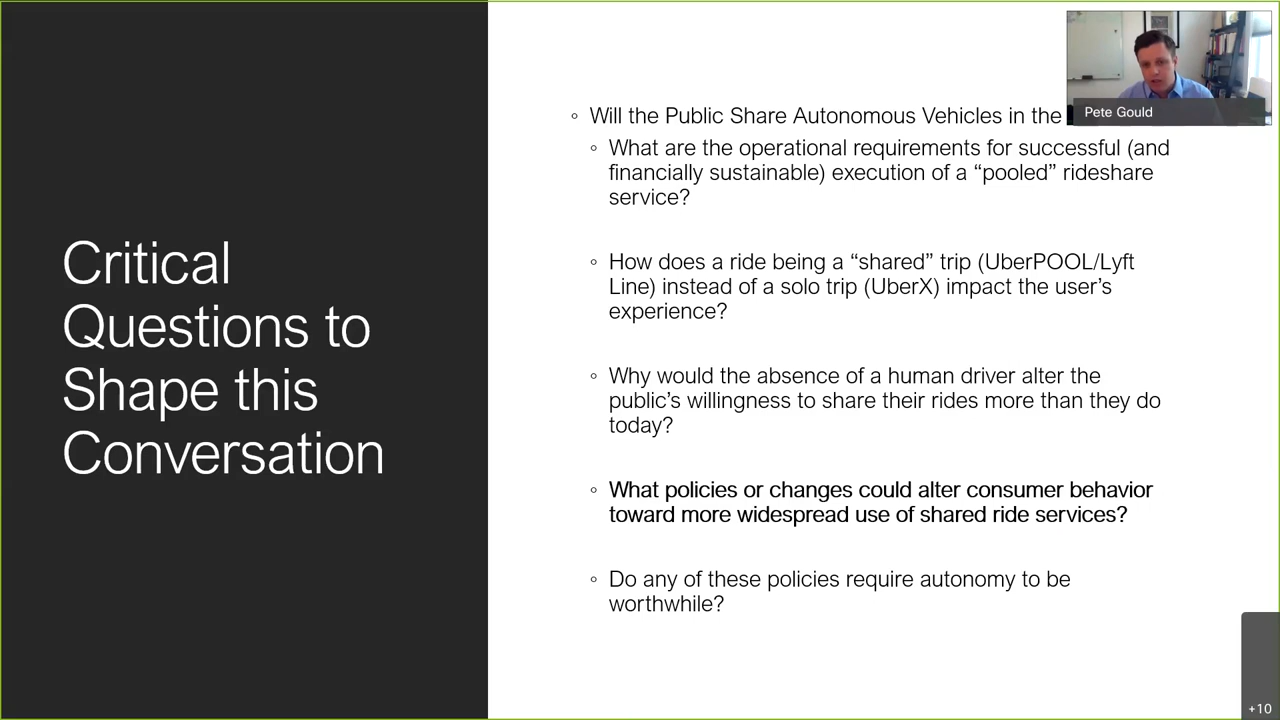 Critical
Questions to
Shape this
Conversation
◦ Will the Public Share Autonomous Vehicles in the
◦ What are the operational requirements for successful (and
financially sustainable) execution of a “pooled” rideshare
service?
◦ How does a ride being a “shared” trip (UberPOOL/Lyft
Line) instead of a solo trip (UberX) impact the user’s
experience?
◦ Why would the absence of a human driver alter the
public’s willingness to share their rides more than they do
today?
◦ What policies or changes could alter consumer behavior
toward more widespread use of shared ride services?
◦ Do any of these policies require autonomy to be
worthwhile?
Pete Gould
+10